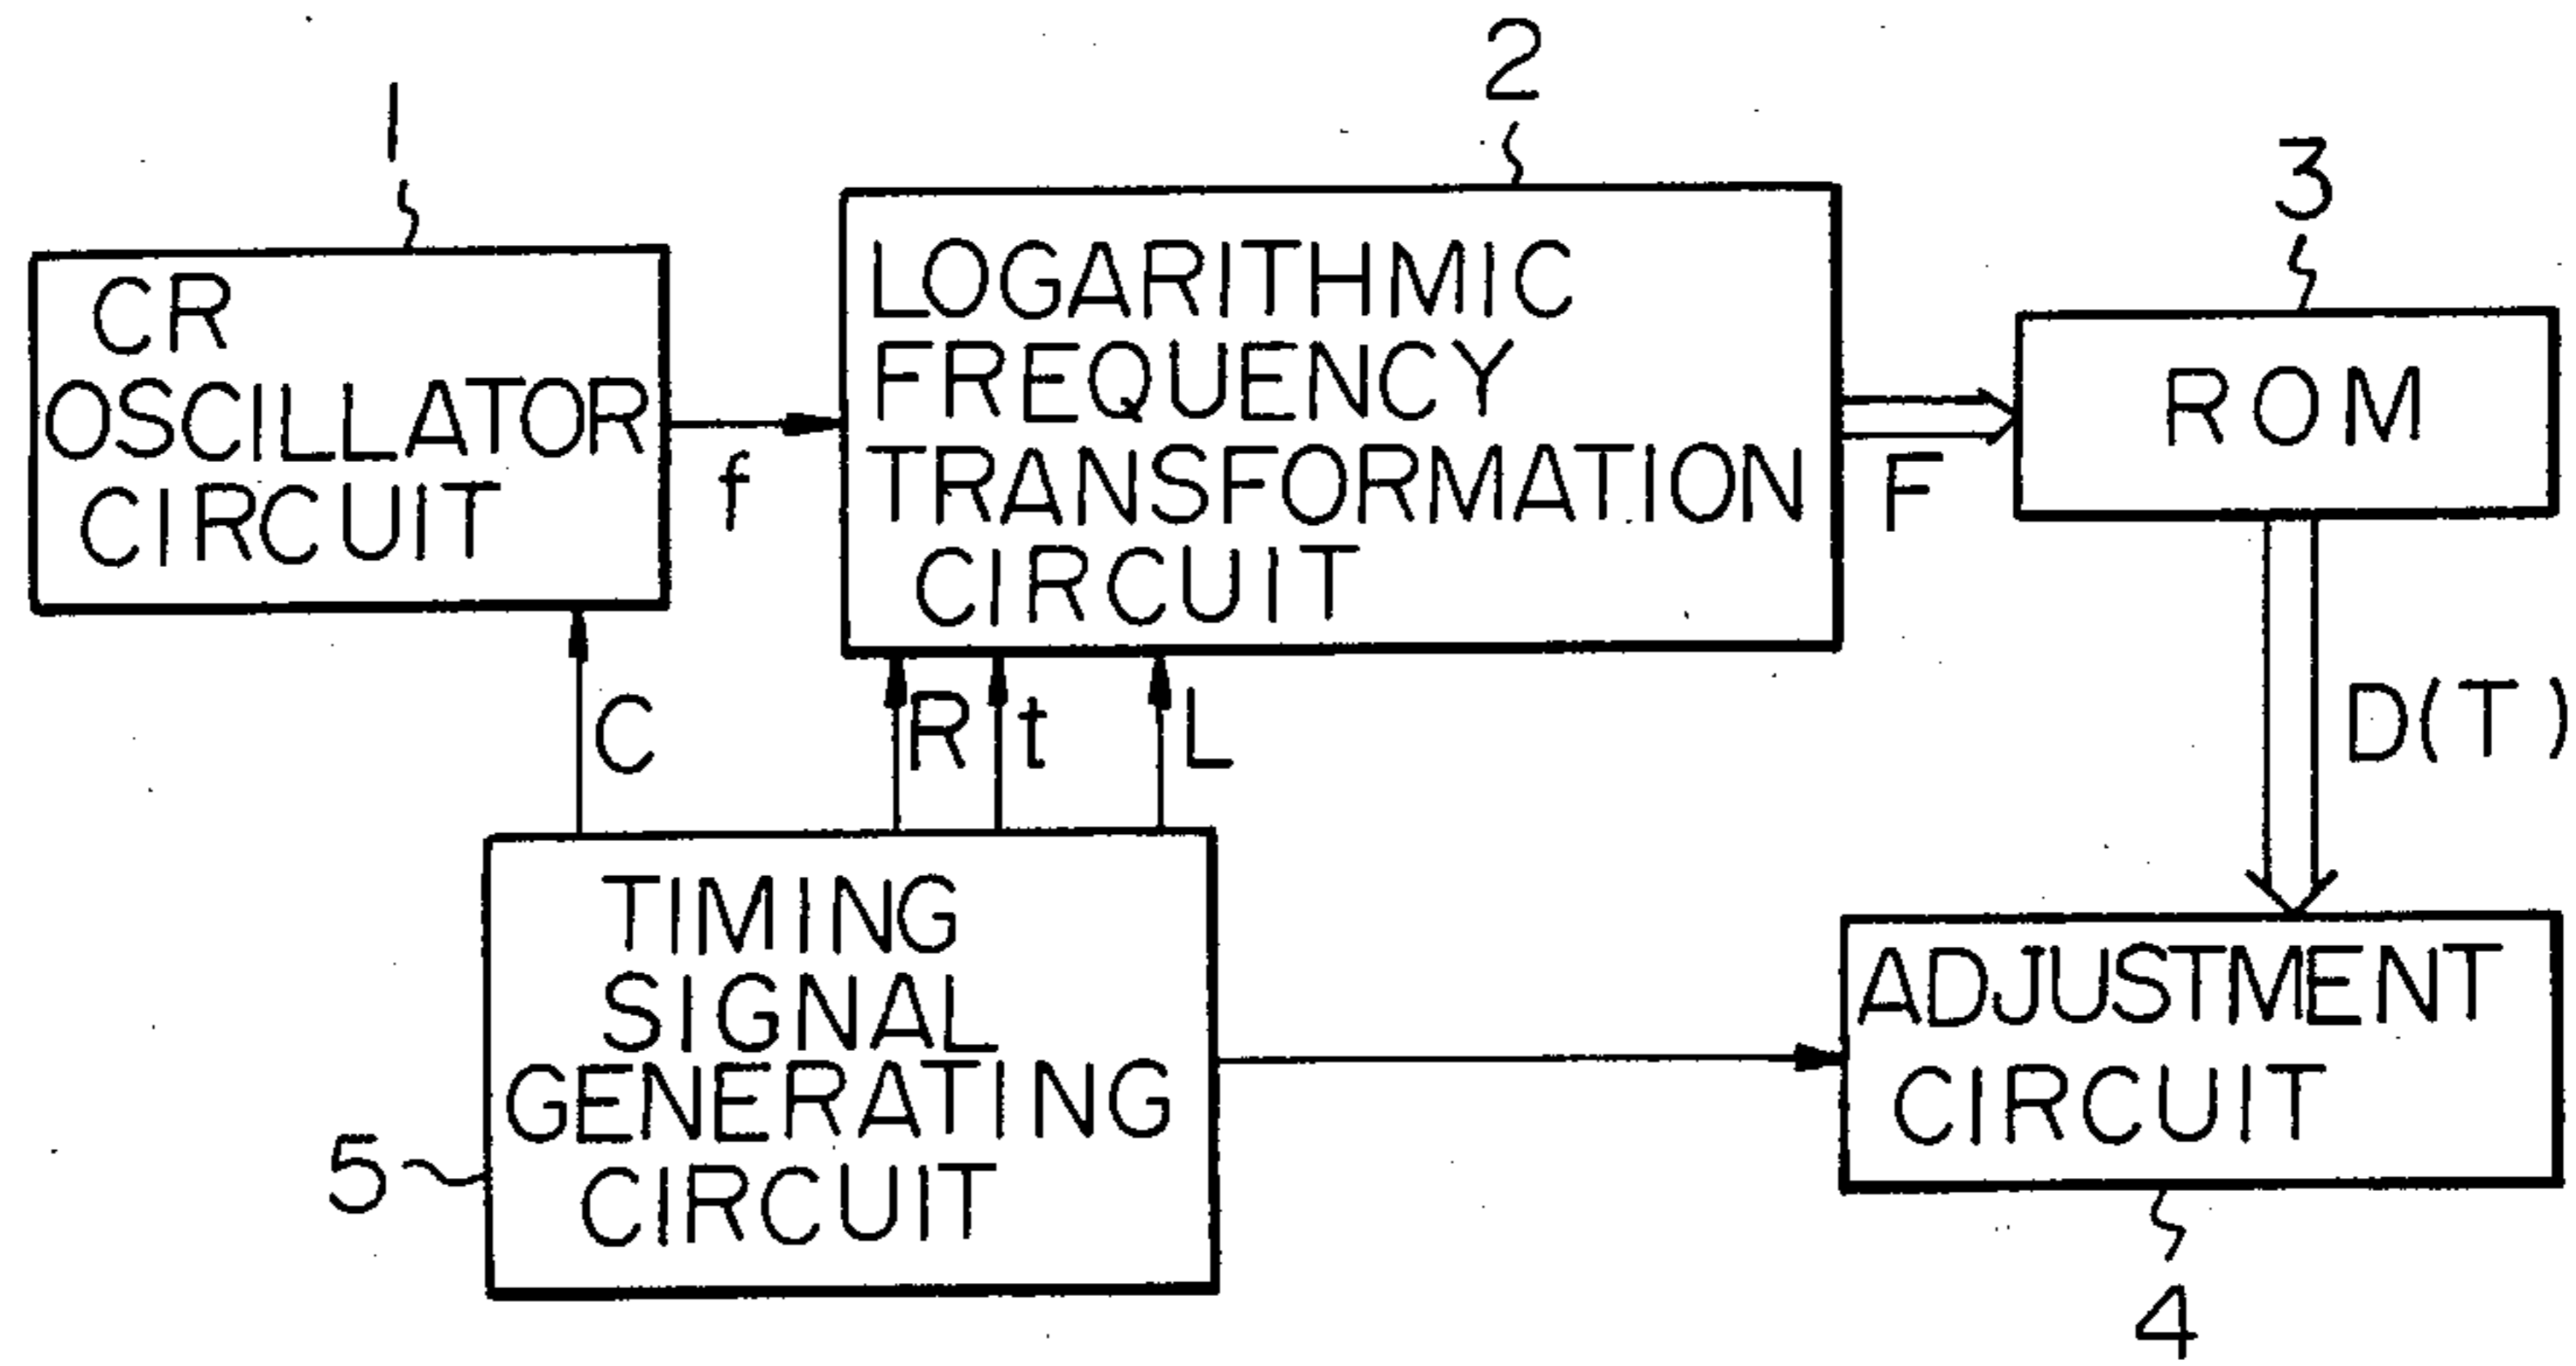 1
2
3
CR
OSCILLATOR
CIRCUIT
f
LOGARITHMIC
FREQUENCY
TRANSFORMATION
CIRCUIT
F
ROM
C
R
t
L
D(T)
TIMING
SIGNAL
GENERATING
CIRCUIT
5
ADJUSTMENT
CIRCUIT
4